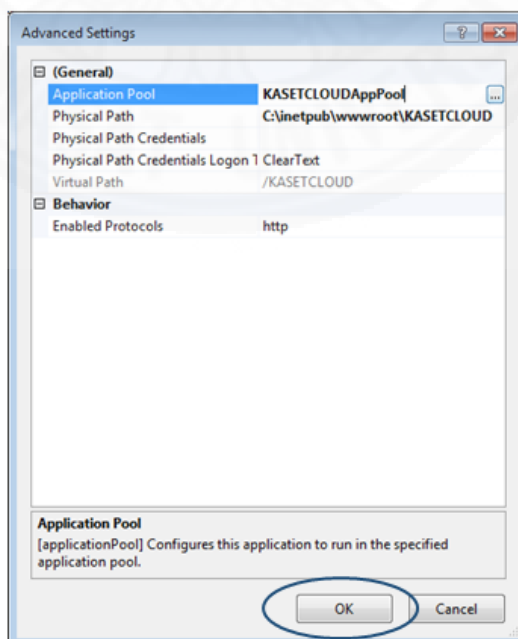 Advanced Settings
(General)
Application Pool KASETCLOUDAppPool ...
Physical Path C:\inetpub\wwwroot\KASETCLOUD
Physical Path Credentials
Physical Path Credentials Logon T ClearText
Virtual Path /KASETCLOUD
Behavior
Enabled Protocols http
Application Pool
[applicationPool] Configures this application to run in the specified
application pool.
OK Cancel